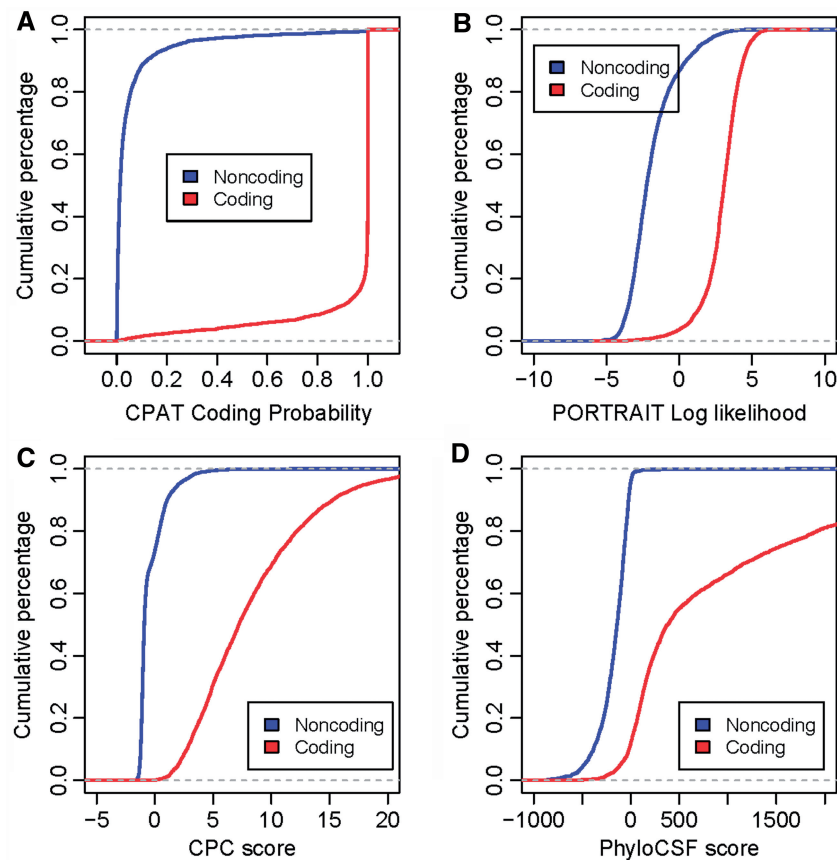 A
Cumulative percentage
0.0 0.2 0.4 0.6 0.8 1.0
Noncoding
Coding
0.0 0.2 0.4 0.6 0.8 1.0
CPAT Coding Probability
B
Cumulative percentage
0.0 0.2 0.4 0.6 0.8 1.0
Noncoding
Coding
−10 −5 0 5 10
PORTRAIT Log likelihood
C
Cumulative percentage
0.0 0.2 0.4 0.6 0.8 1.0
Noncoding
Coding
−5 0 5 10 15 20
CPC score
D
Cumulative percentage
0.0 0.2 0.4 0.6 0.8 1.0
Noncoding
Coding
−1000 0 500 1500
PhyloCSF score